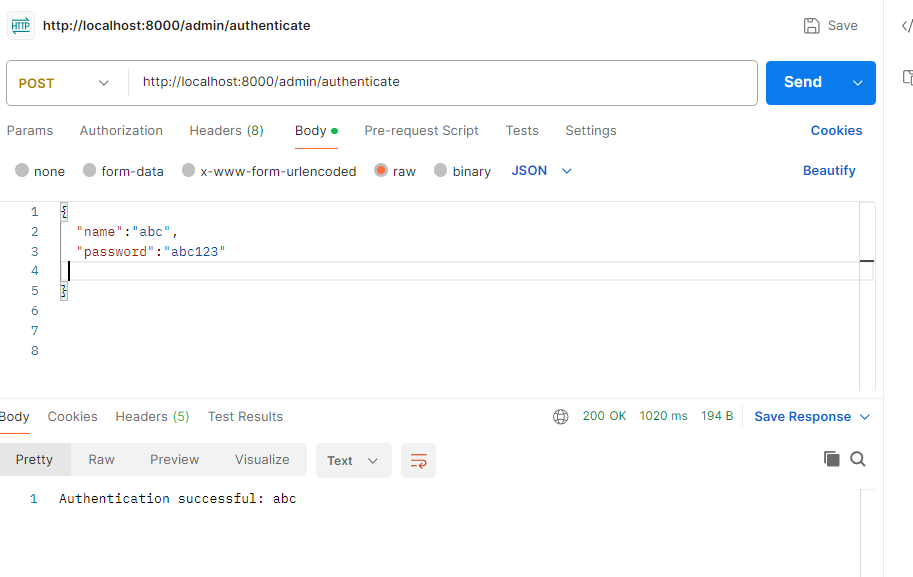 HTTP http://localhost:8000/admin/authenticate Save
POST http://localhost:8000/admin/authenticate Send
Params Authorization Headers (8) Body Pre-request Script Tests Settings Cookies
none form-data x-www-form-urlencoded raw binary JSON Beautify
1 {
2 "name":"abc",
3 "password":"abc123"
4
5 }
6
7
8
Body Cookies Headers (5) Test Results 200 OK 1020 ms 194 B Save Response
Pretty Raw Preview Visualize Text
1 Authentication successful: abc